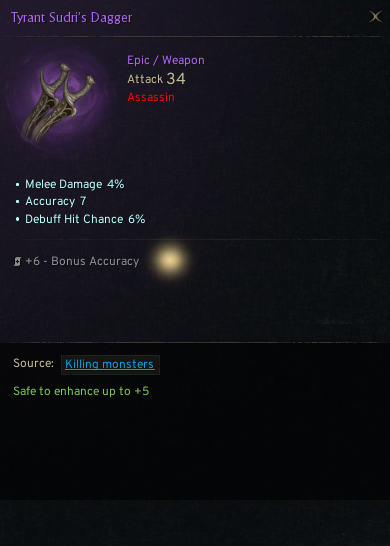 Tyrant Sudri's Dagger
Epic / Weapon
Attack 34
Assassin
• Melee Damage 4%
• Accuracy 7
• Debuff Hit Chance 6%
+6 - Bonus Accuracy
Source: Killing monsters
Safe to enhance up to +5